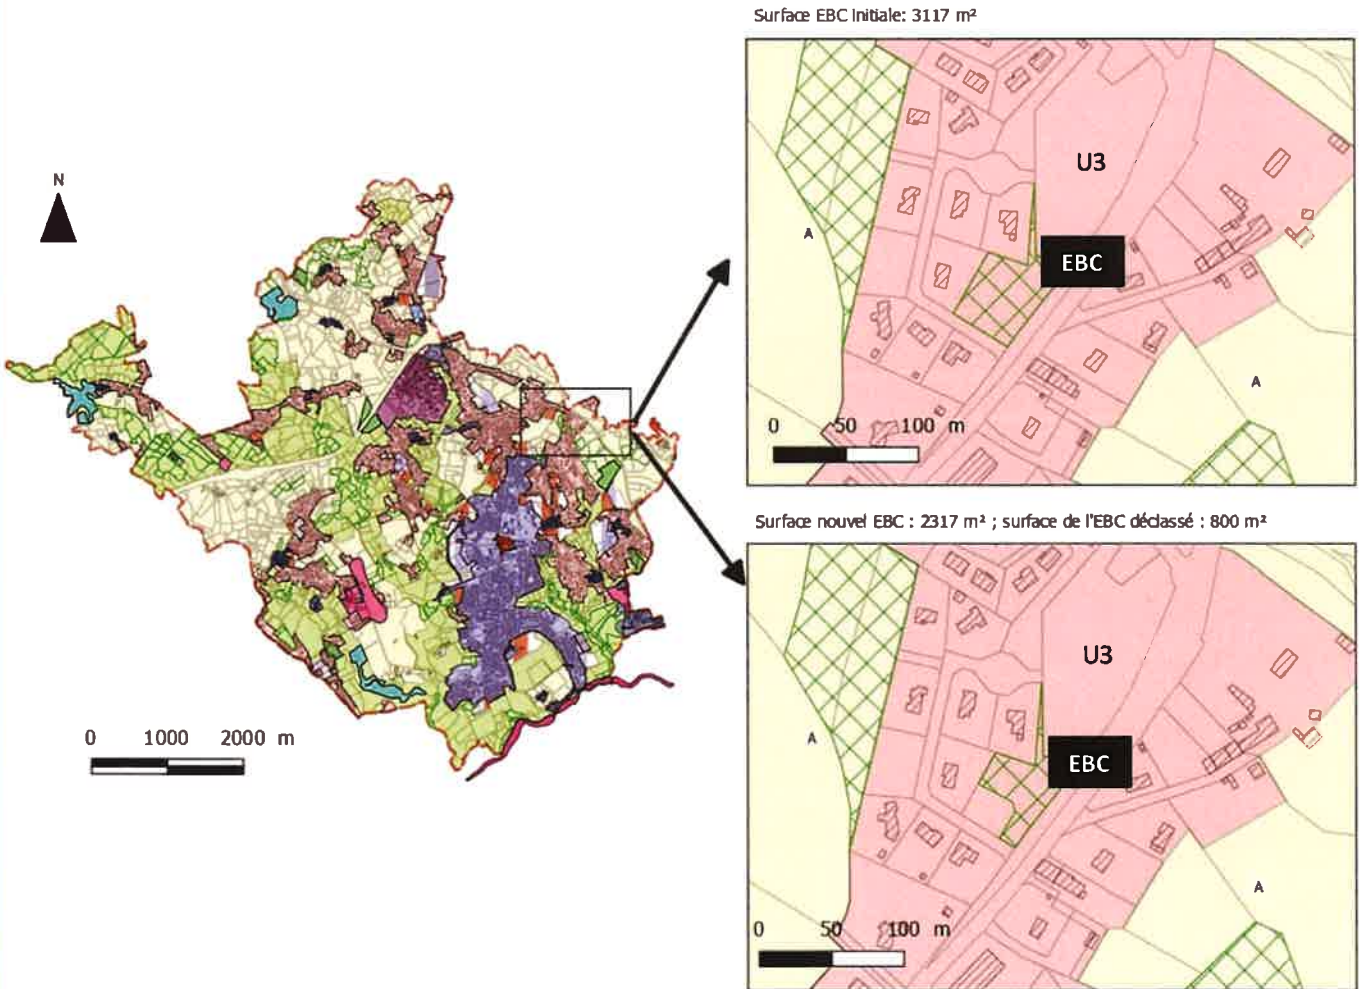 Surface EBC Initiale: 3117 m²
U3
A
EBC
A
0 50 100 m
N
0 1000 2000 m
Surface nouvel EBC : 2317 m² ; surface de l'EBC déclassé : 800 m²
U3
A
EBC
A
0 50 100 m